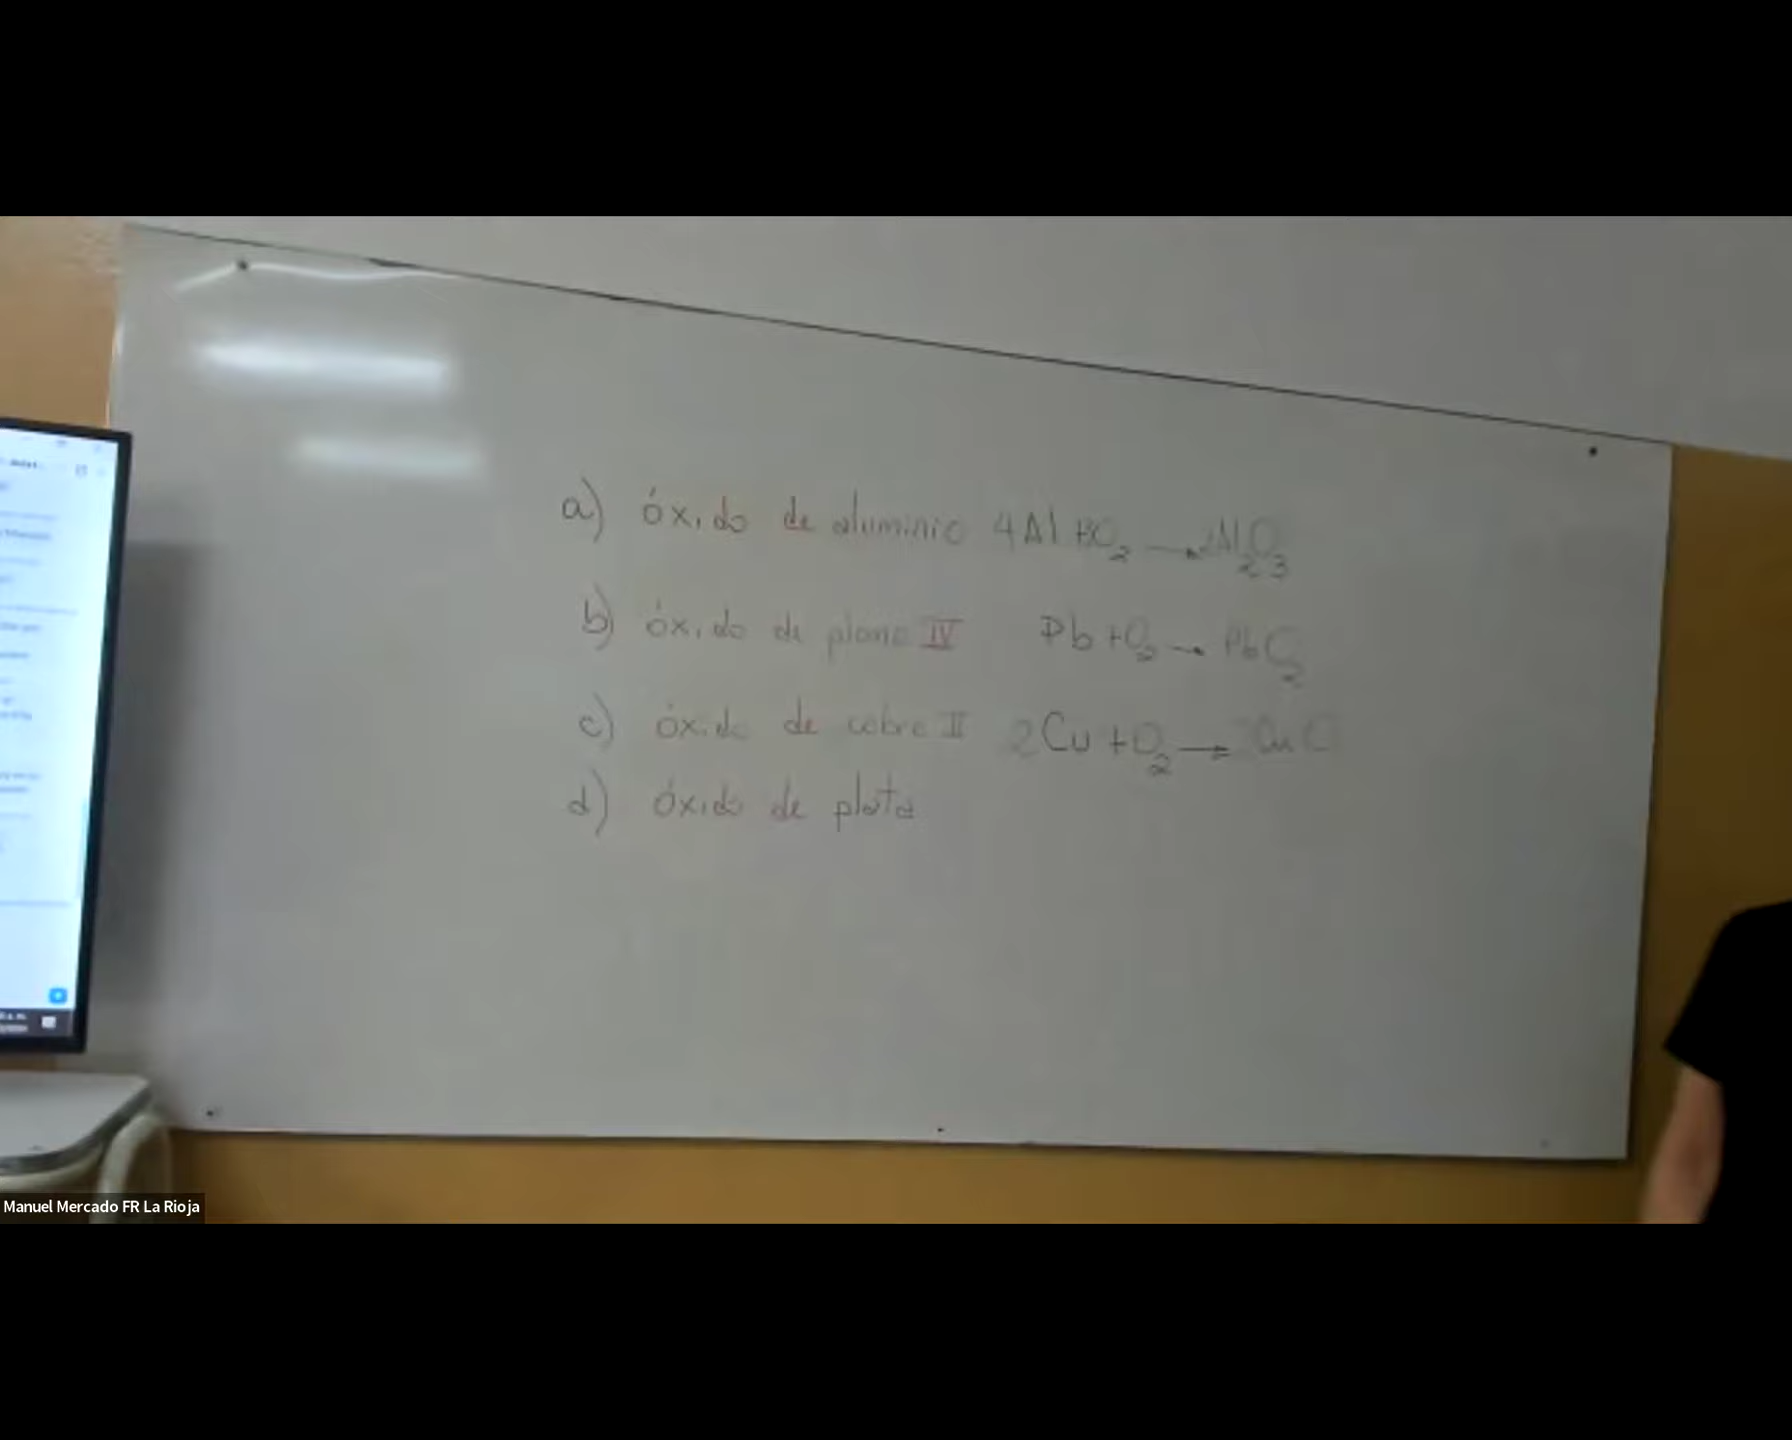 a) óxido de aluminio 4Al + 3O2 → 2Al2O3
b) óxido de plomo IV Pb + O2 → PbO2
c) óxido de cobre II 2Cu + O2 → 2CuO
d) óxido de plata
Manuel Mercado FR La Rioja